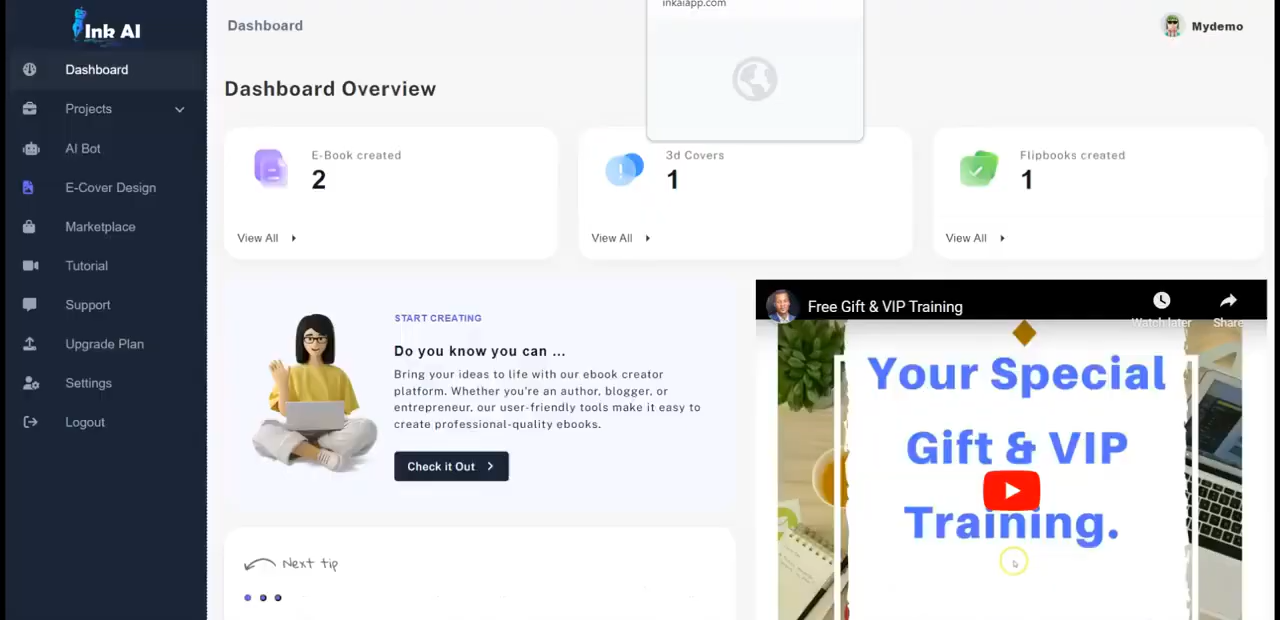 inkaiapp.com
Ink AI
Dashboard
Mydemo
Dashboard
Projects
AI Bot
E-Cover Design
Marketplace
Tutorial
Support
Upgrade Plan
Settings
Logout
Dashboard Overview
E-Book created
2
View All
3d Covers
1
View All
Flipbooks created
1
View All
START CREATING
Do you know you can ...
Bring your ideas to life with our ebook creator
platform. Whether you're an author, blogger, or
entrepreneur, our user-friendly tools make it easy to
create professional-quality ebooks.
Check it Out
Next tip
Free Gift & VIP Training
Watch later
Share
Your Special
Gift & VIP
Training.